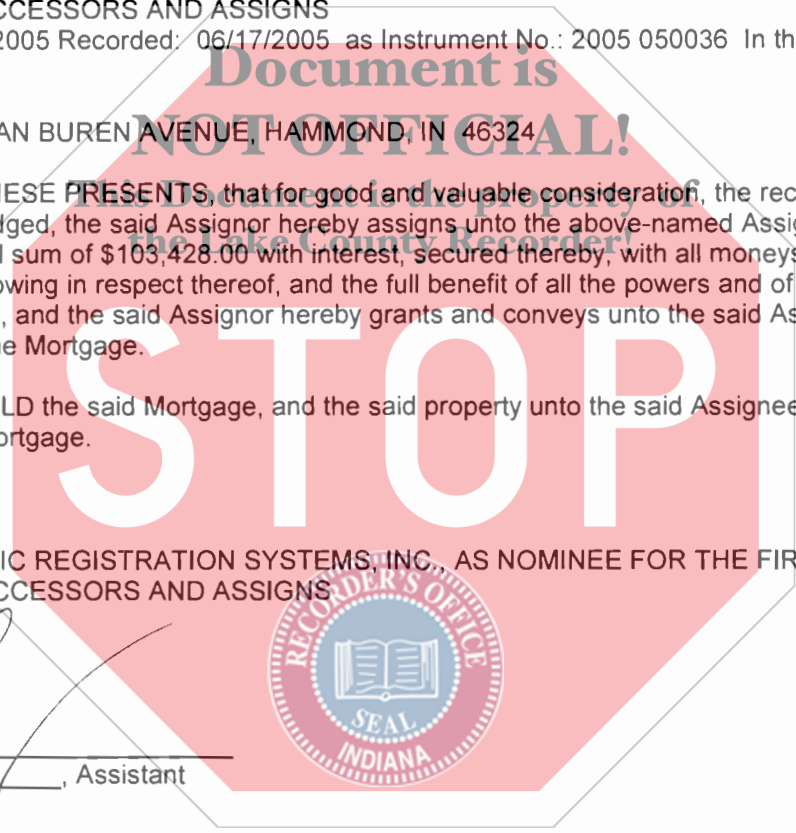 CCESSORS AND ASSIGNS
2005 Recorded: 06/17/2005 as Instrument No.: 2005 050036 In th
Document is
AN BUREN AVENUE, HAMMOND, IN 46324
NOT OFFICIAL!
HESE PRESENTS, that for good and valuable consideration, the rec
This Document is the property of
dged, the said Assignor hereby assigns unto the above-named Assig
the Lake County Recorder!
l sum of $103,428.00 with interest, secured thereby, with all moneys
owing in respect thereof, and the full benefit of all the powers and of
, and the said Assignor hereby grants and conveys unto the said As
he Mortgage.
STOP
LD the said Mortgage, and the said property unto the said Assignee
ortgage.
IC REGISTRATION SYSTEMS, INC., AS NOMINEE FOR THE FIR
CCESSORS AND ASSIGNS
RECORDER'S OFFICE
SEAL
INDIANA
, Assistant